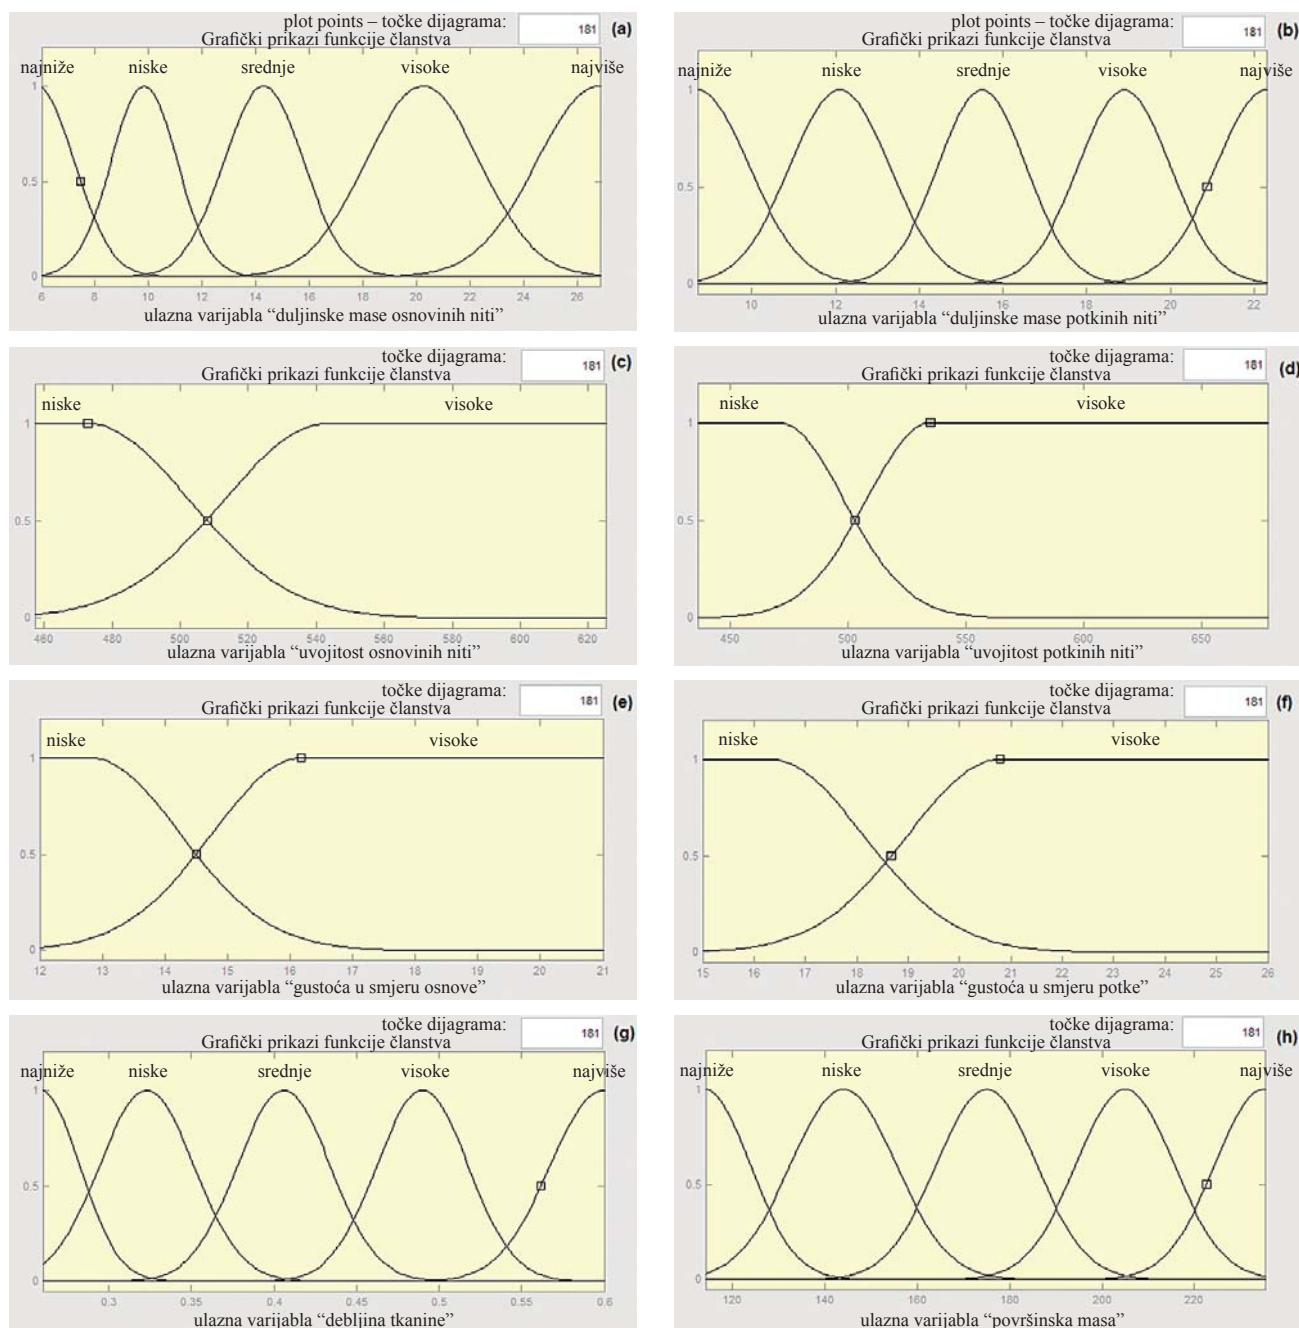 plot points – točke dijagrama: 181 (a)
Grafički prikazi funkcije članstva
najniže niske srednje visoke najviše
1
0.5
0
6 8 10 12 14 16 18 20 22 24 26
ulazna varijabla “duljinske mase osnovinih niti”
plot points – točke dijagrama: 181 (b)
Grafički prikazi funkcije članstva
najniže niske srednje visoke najviše
1
0.5
0
10 12 14 16 18 20 22
ulazna varijabla “duljinske mase potkinih niti”
točke dijagrama: 181 (c)
Grafički prikazi funkcije članstva
niske visoke
1
0.5
0
460 480 500 520 540 560 580 600 620
ulazna varijabla “uvojitost osnovinih niti”
točke dijagrama: 181 (d)
Grafički prikazi funkcije članstva
niske visoke
1
0.5
0
450 500 550 600 650
ulazna varijabla “uvojitost potkinih niti”
točke dijagrama: 181 (e)
Grafički prikazi funkcije članstva
niske visoke
1
0.5
0
12 13 14 15 16 17 18 19 20 21
ulazna varijabla “gustoća u smjeru osnove”
točke dijagrama: 181 (f)
Grafički prikazi funkcije članstva
niske visoke
1
0.5
0
15 16 17 18 19 20 21 22 23 24 25 26
ulazna varijabla “gustoća u smjeru potke”
točke dijagrama: 181 (g)
Grafički prikazi funkcije članstva
najniže niske srednje visoke najviše
1
0.5
0
0.3 0.35 0.4 0.45 0.5 0.55 0.6
ulazna varijabla “debljina tkanine”
točke dijagrama: 181 (h)
Grafički prikazi funkcije članstva
najniže niske srednje visoke najviše
1
0.5
0
120 140 160 180 200 220
ulazna varijabla “površinska masa”